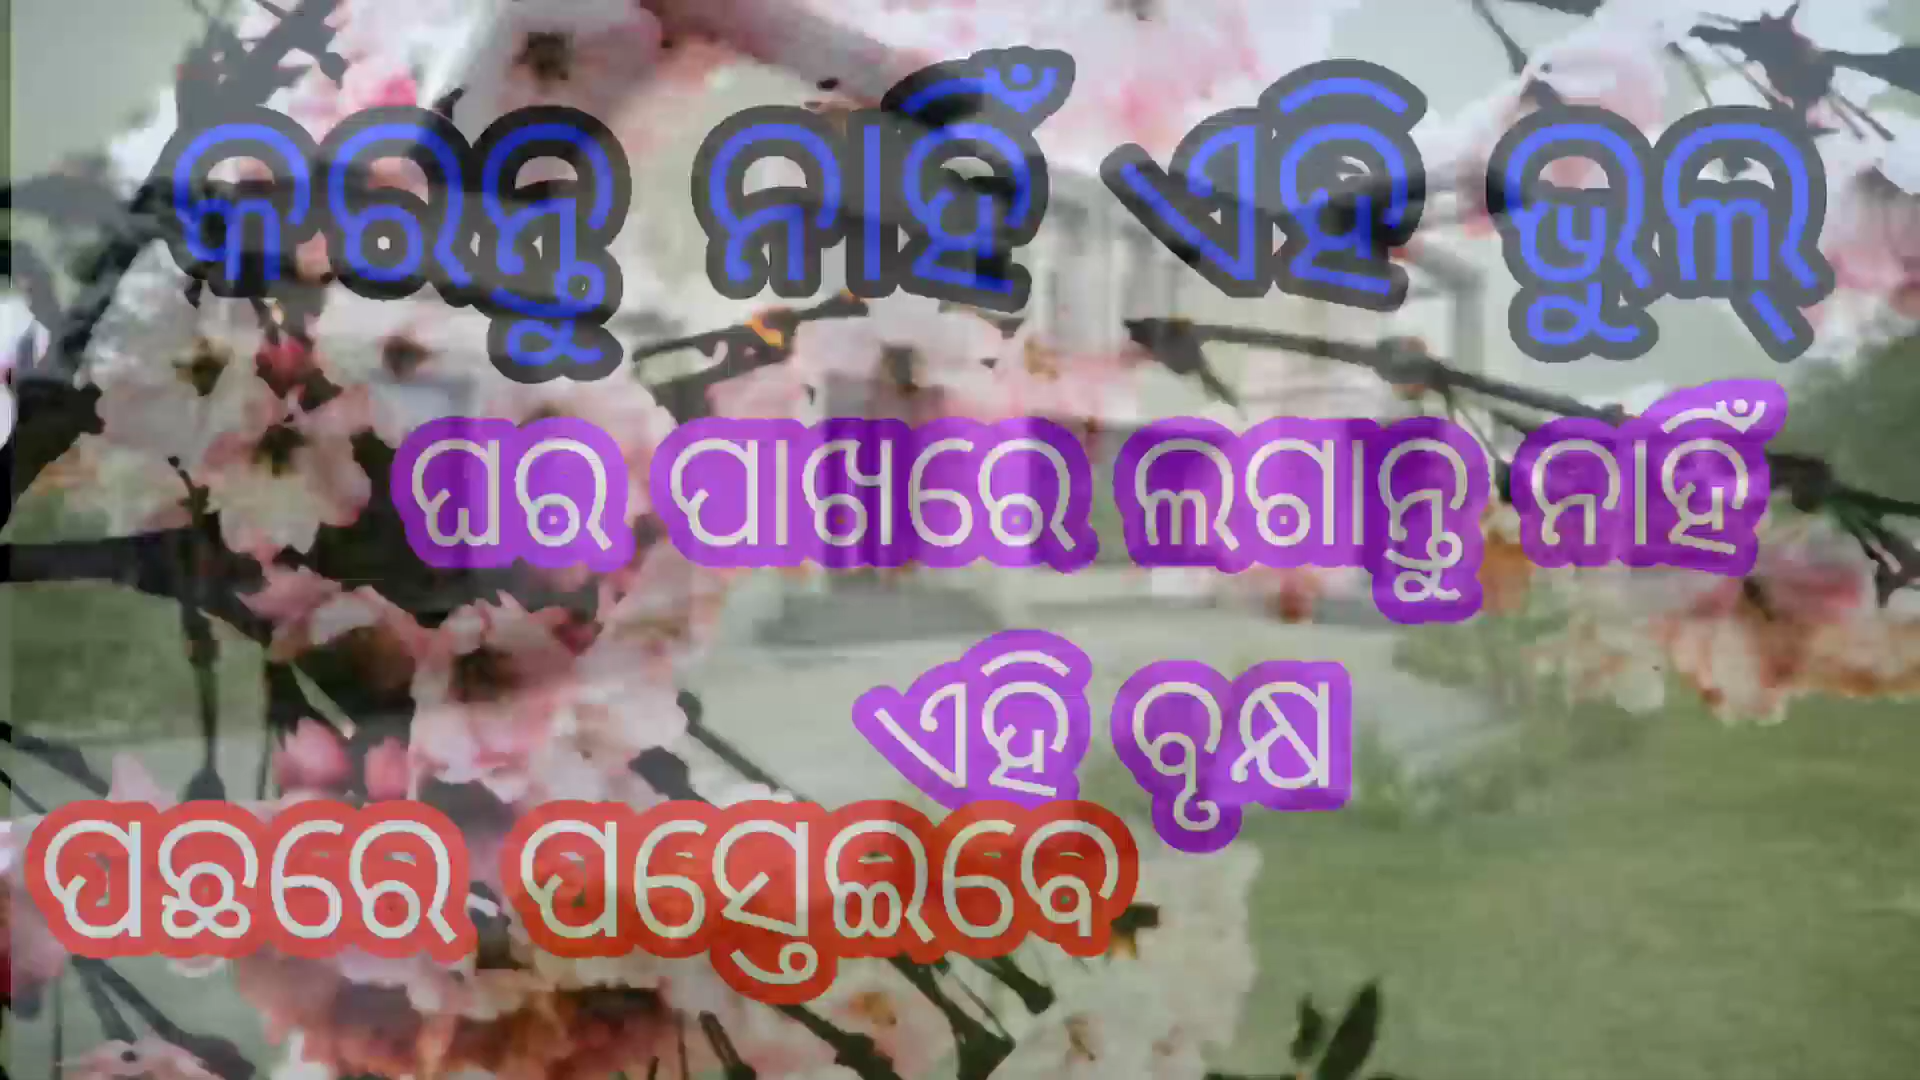 କରନ୍ତୁ ନାହିଁ ଏହି ଭୁଲ୍
ଘର ପାଖରେ ଲଗାନ୍ତୁ ନାହିଁ
ଏହି ବୃକ୍ଷ
ପଛରେ ପସ୍ତେଇବେ